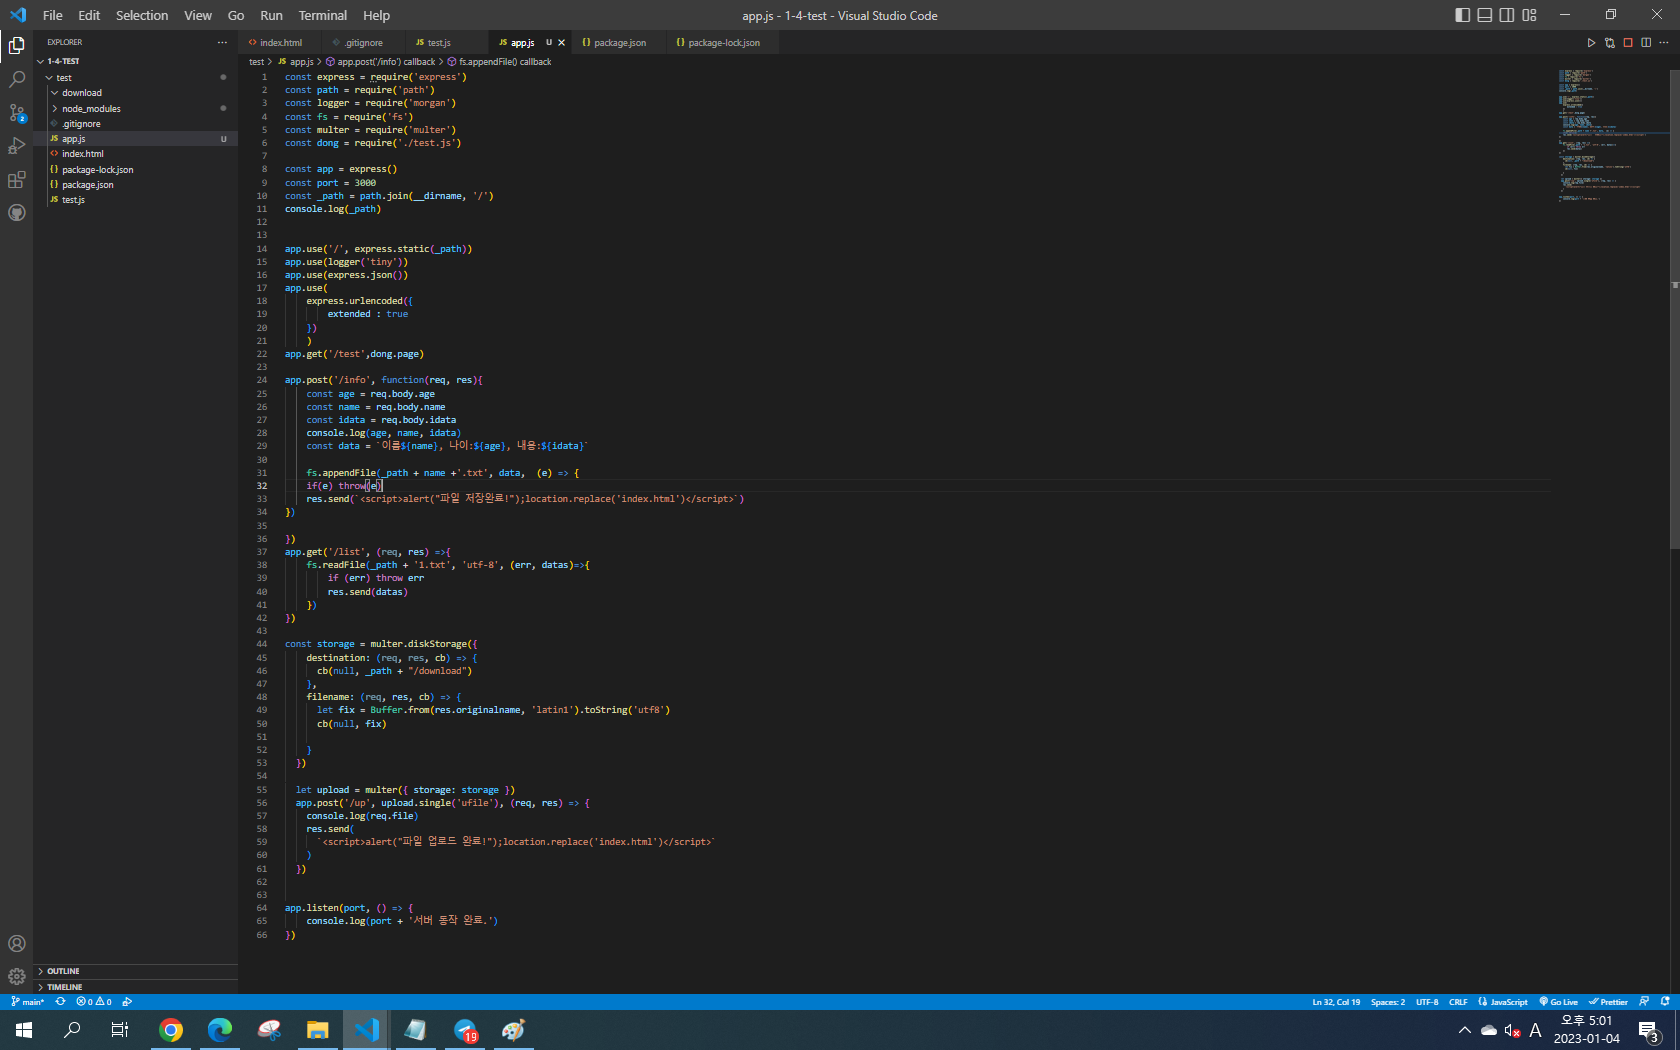 File Edit Selection View Go Run Terminal Help
app.js - 1-4-test - Visual Studio Code
EXPLORER
1-4-TEST
test
download
node_modules
.gitignore
app.js U
index.html
package-lock.json
package.json
test.js
OUTLINE
TIMELINE
index.html .gitignore test.js app.js U package.json package-lock.json
test > app.js > app.post('/info') callback > fs.appendFile() callback
1 const express = require('express')
2 const path = require('path')
3 const logger = require('morgan')
4 const fs = require('fs')
5 const multer = require('multer')
6 const dong = require('./test.js')
7
8 const app = express()
9 const port = 3000
10 const _path = path.join(__dirname, '/')
11 console.log(_path)
12
13
14 app.use('/', express.static(_path))
15 app.use(logger('tiny'))
16 app.use(express.json())
17 app.use(
18 express.urlencoded({
19 extended : true
20 })
21 )
22 app.get('/test',dong.page)
23
24 app.post('/info', function(req, res){
25 const age = req.body.age
26 const name = req.body.name
27 const idata = req.body.idata
28 console.log(age, name, idata)
29 const data = `이름${name}, 나이:${age}, 내용:${idata}`
30
31 fs.appendFile(_path + name +'.txt', data, (e) => {
32 if(e) throw(e)
33 res.send(`<script>alert("파일 저장완료!");location.replace('index.html')</script>`)
34 })
35
36 })
37 app.get('/list', (req, res) =>{
38 fs.readFile(_path + '1.txt', 'utf-8', (err, datas)=>{
39 if (err) throw err
40 res.send(datas)
41 })
42 })
43
44 const storage = multer.diskStorage({
45 destination: (req, res, cb) => {
46 cb(null, _path + "/download")
47 },
48 filename: (req, res, cb) => {
49 let fix = Buffer.from(res.originalname, 'latin1').toString('utf8')
50 cb(null, fix)
51
52 }
53 })
54
55 let upload = multer({ storage: storage })
56 app.post('/up', upload.single('ufile'), (req, res) => {
57 console.log(req.file)
58 res.send(
59 `<script>alert("파일 업로드 완료!");location.replace('index.html')</script>`
60 )
61 })
62
63
64 app.listen(port, () => {
65 console.log(port + '서버 동작 완료.')
66 })
main* 0 0
Ln 32, Col 19 Spaces: 2 UTF-8 CRLF JavaScript Go Live Prettier
2
19
A
오후 5:01
2023-01-04
3